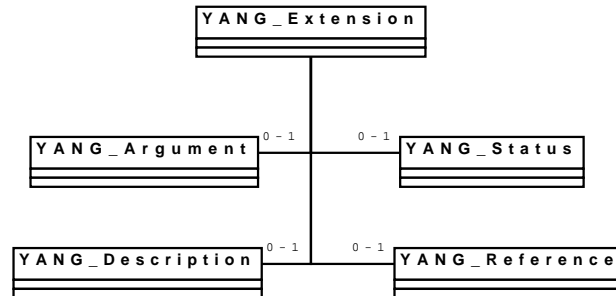 YANG_Extension
0-1 0-1
YANG_Argument YANG_Status
0-1 0-1
YANG_Description YANG_Reference